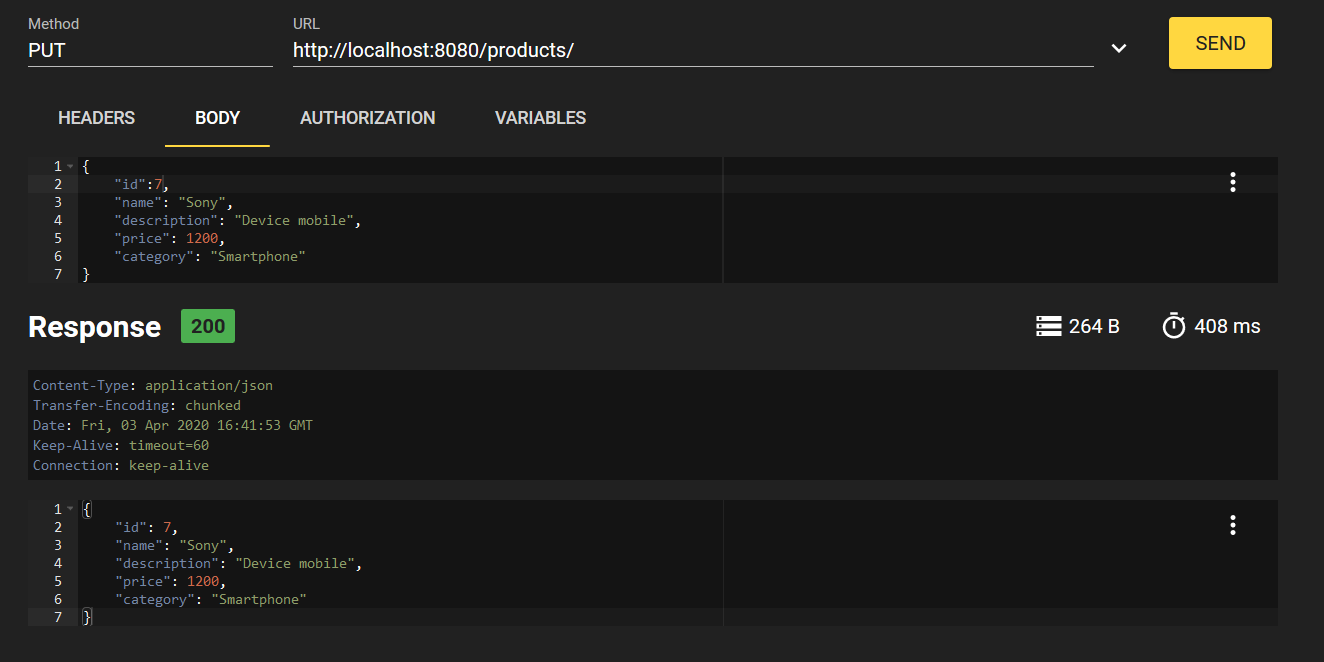 Method URL
PUT http://localhost:8080/products/ SEND
HEADERS BODY AUTHORIZATION VARIABLES
1 {
2 "id":7,
3 "name": "Sony",
4 "description": "Device mobile",
5 "price": 1200,
6 "category": "Smartphone"
7 }
Response 200 264 B 408 ms
Content-Type: application/json
Transfer-Encoding: chunked
Date: Fri, 03 Apr 2020 16:41:53 GMT
Keep-Alive: timeout=60
Connection: keep-alive
1 {
2 "id": 7,
3 "name": "Sony",
4 "description": "Device mobile",
5 "price": 1200,
6 "category": "Smartphone"
7 }